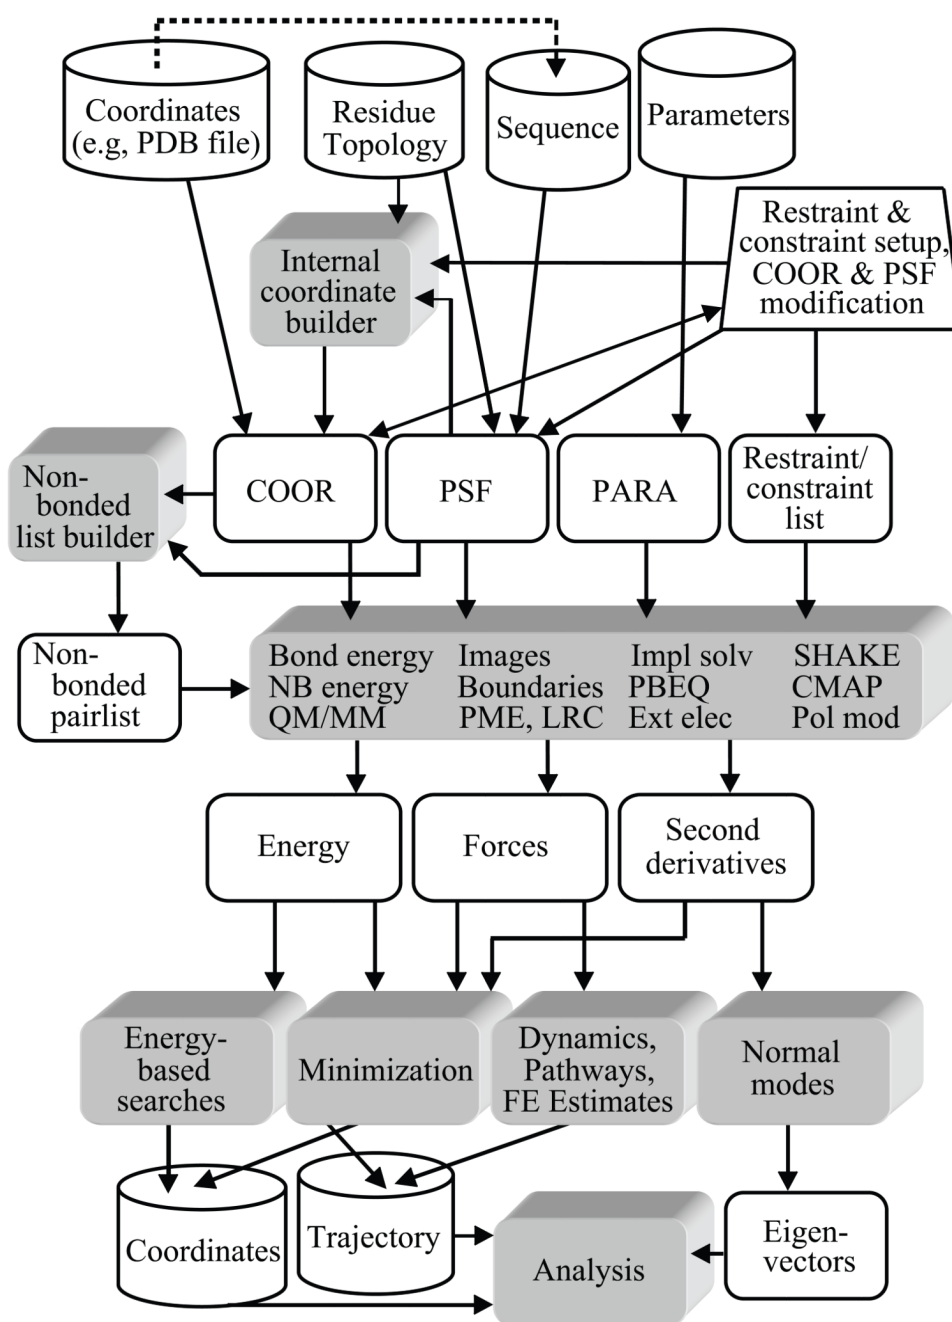 Coordinates
(e.g, PDB file)
Residue
Topology
Sequence
Parameters
Restraint &
constraint setup,
COOR & PSF
modification
Internal
coordinate
builder
Non-
bonded
list builder
COOR
PSF
PARA
Restraint/
constraint
list
Non-
bonded
pairlist
Bond energy
NB energy
QM/MM
Images
Boundaries
PME, LRC
Impl solv
PBEQ
Ext elec
SHAKE
CMAP
Pol mod
Energy
Forces
Second
derivatives
Energy-
based
searches
Minimization
Dynamics,
Pathways,
FE Estimates
Normal
modes
Coordinates
Trajectory
Analysis
Eigen-
vectors